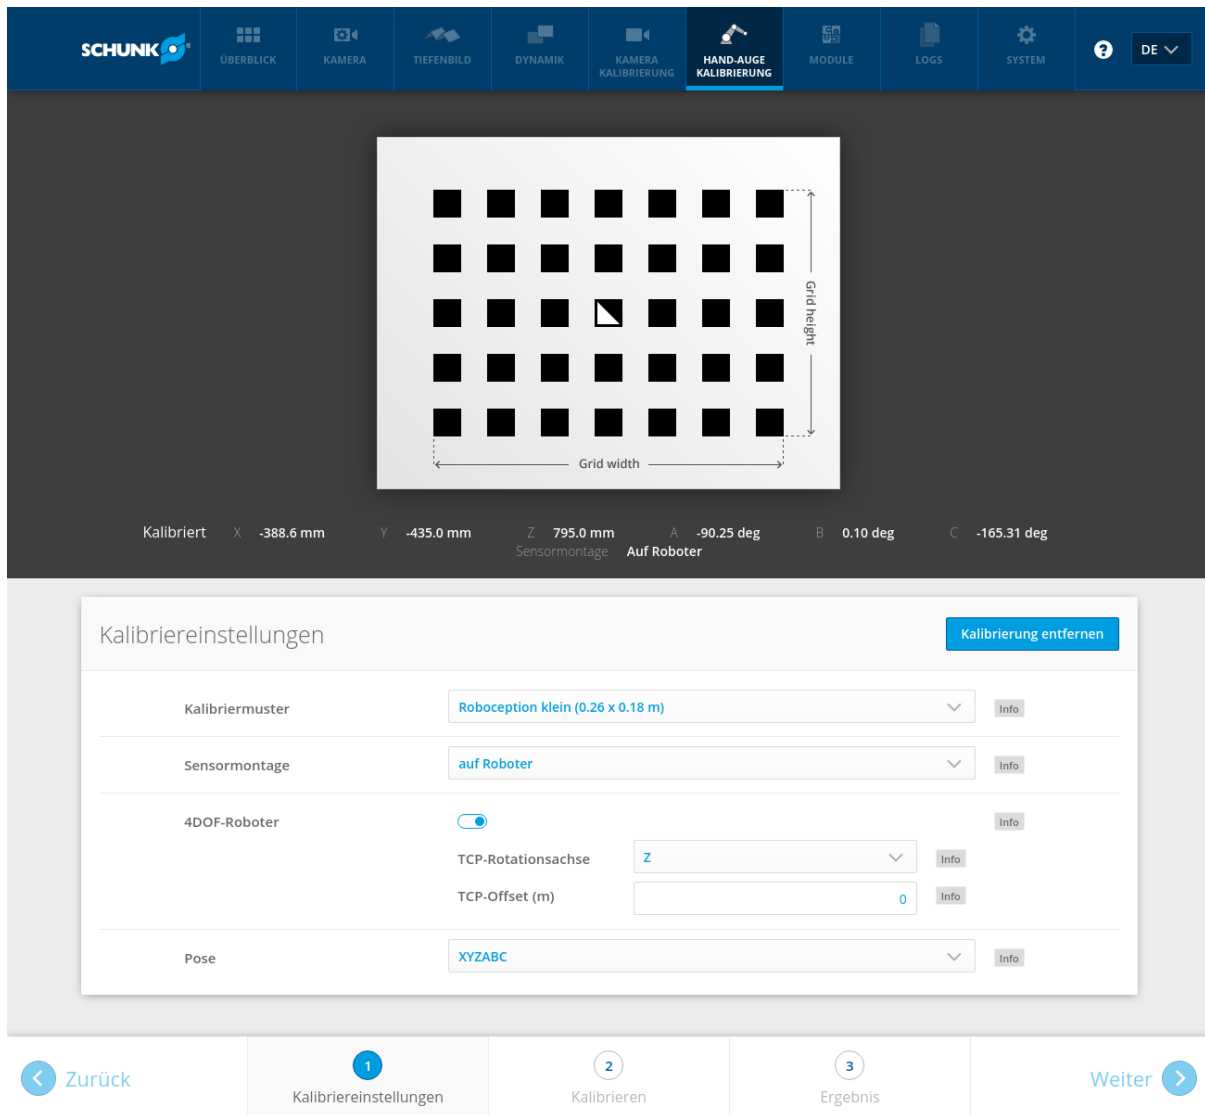 SCHUNK
ÜBERBLICK
KAMERA
TIEFENBILD
DYNAMIK
KAMERA
KALIBRIERUNG
HAND-AUGE
KALIBRIERUNG
MODULE
LOGS
SYSTEM
?
DE
Grid height
Grid width
Kalibriert X -388.6 mm Y -435.0 mm Z 795.0 mm A -90.25 deg B 0.10 deg C -165.31 deg
Sensormontage Auf Roboter
Kalibriereinstellungen
Kalibrierung entfernen
Kalibriermuster Roboception klein (0.26 x 0.18 m) Info
Sensormontage auf Roboter Info
4DOF-Roboter Info
TCP-Rotationsachse Z Info
TCP-Offset (m) 0 Info
Pose XYZABC Info
Zurück
1
Kalibriereinstellungen
2
Kalibrieren
3
Ergebnis
Weiter